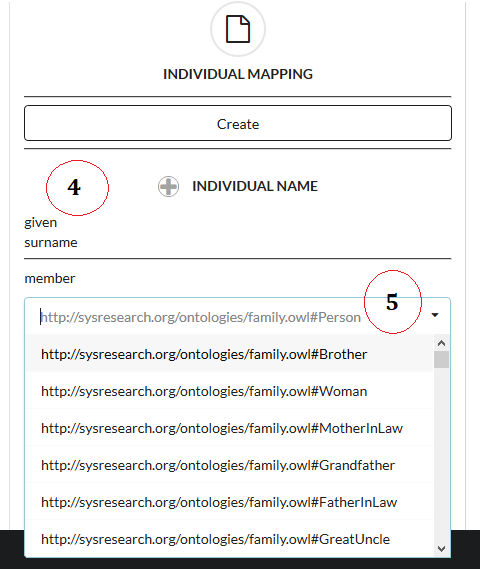 INDIVIDUAL MAPPING
Create
4
INDIVIDUAL NAME
given
surname
member
5
http://sysresearch.org/ontologies/family.owl#Person
http://sysresearch.org/ontologies/family.owl#Brother
http://sysresearch.org/ontologies/family.owl#Woman
http://sysresearch.org/ontologies/family.owl#MotherInLaw
http://sysresearch.org/ontologies/family.owl#Grandfather
http://sysresearch.org/ontologies/family.owl#FatherInLaw
http://sysresearch.org/ontologies/family.owl#GreatUncle